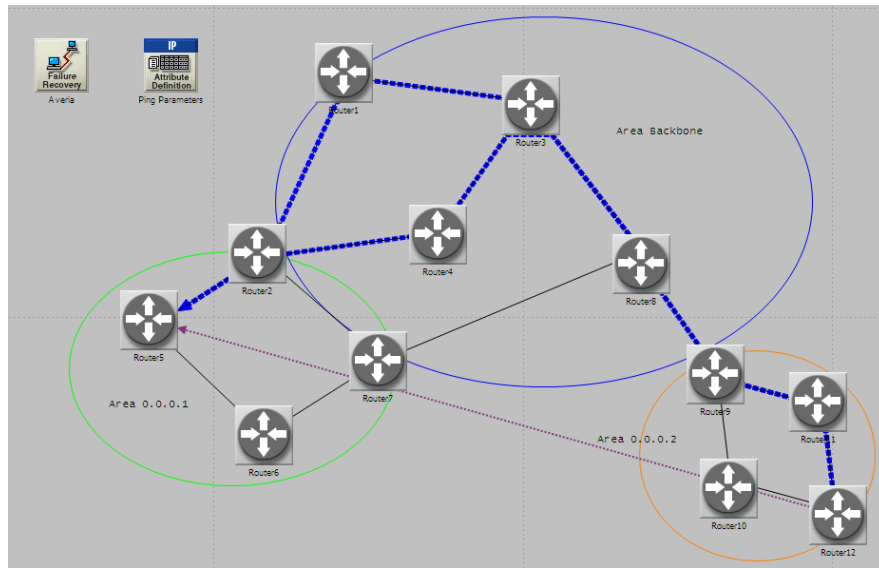 IP
Failure
Recovery
Attribute
Definition
Averia
Ping Parameters
Router1
Router3
Area Backbone
Router4
Router2
Router8
Router5
Router7
Area 0.0.0.1
Router9
Router11
Area 0.0.0.2
Router6
Router10
Router12